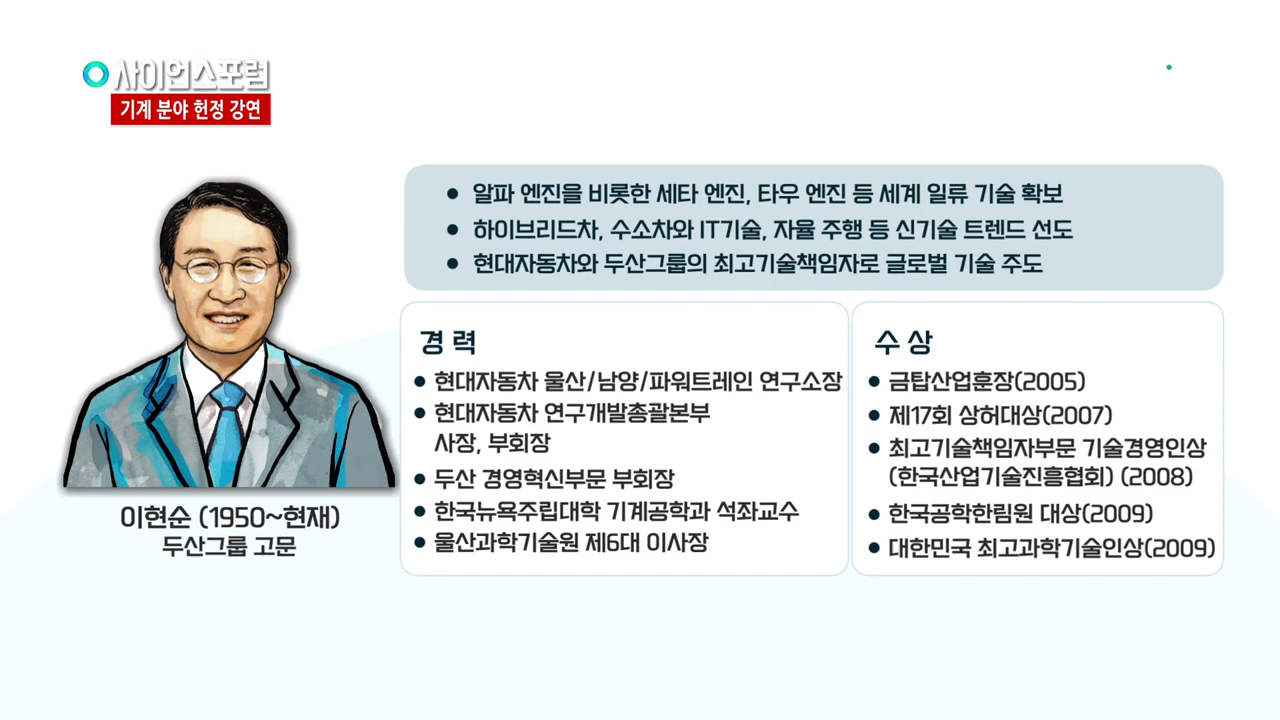 사이언스포럼
기계 분야 헌정 강연
• 알파 엔진을 비롯한 세타 엔진, 타우 엔진 등 세계 일류 기술 확보
• 하이브리드차, 수소차와 IT기술, 자율 주행 등 신기술 트렌드 선도
• 현대자동차와 두산그룹의 최고기술책임자로 글로벌 기술 주도
이현순 (1950~현재)
두산그룹 고문
경 력
• 현대자동차 울산/남양/파워트레인 연구소장
• 현대자동차 연구개발총괄본부
사장, 부회장
• 두산 경영혁신부문 부회장
• 한국뉴욕주립대학 기계공학과 석좌교수
• 울산과학기술원 제6대 이사장
수 상
• 금탑산업훈장(2005)
• 제17회 상허대상(2007)
• 최고기술책임자부문 기술경영인상
(한국산업기술진흥협회) (2008)
• 한국공학한림원 대상(2009)
• 대한민국 최고과학기술인상(2009)